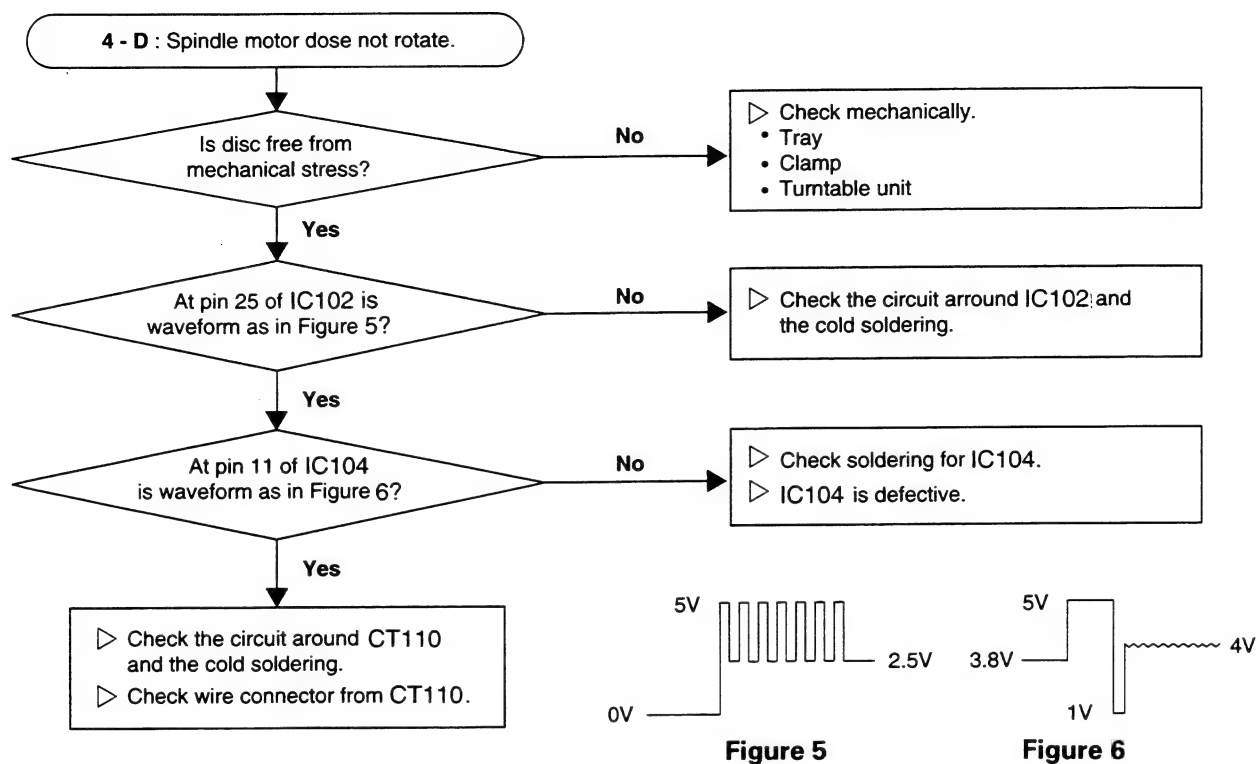 4 - D : Spindle motor dose not rotate.
Is disc free from
mechanical stress?
No
▷ Check mechanically.
• Tray
• Clamp
• Turntable unit
Yes
At pin 25 of IC102 is
waveform as in Figure 5?
No
▷ Check the circuit arround IC102 and
the cold soldering.
Yes
At pin 11 of IC104
is waveform as in Figure 6?
No
▷ Check soldering for IC104.
▷ IC104 is defective.
Yes
▷ Check the circuit around CT110
and the cold soldering.
▷ Check wire connector from CT110.
5V
2.5V
0V
Figure 5
5V
3.8V
4V
1V
Figure 6